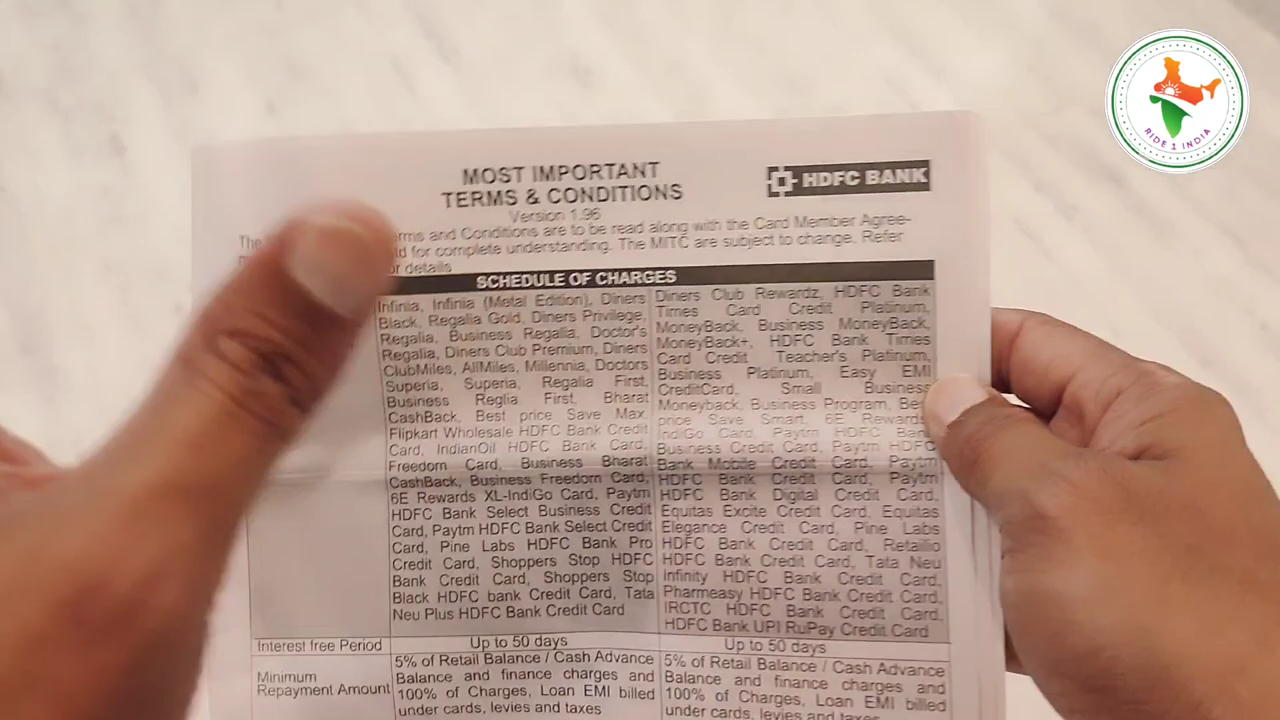 RIDE 1 INDIA
MOST IMPORTANT
TERMS & CONDITIONS
Version 1.96
HDFC BANK
The
rms and Conditions are to be read along with the Card Member Agree-
d for complete understanding. The MITC are subject to change. Refer
r details
SCHEDULE OF CHARGES
Infinia, Infinia (Metal Edition), Diners
Black, Regalia Gold, Diners Privilege,
Regalia, Business Regalia, Doctor's
Regalia, Diners Club Premium, Diners
ClubMiles, AllMiles, Millennia, Doctors
Superia, Superia, Regalia First,
Business Reglia First, Bharat
CashBack, Best price Save Max,
Flipkart Wholesale HDFC Bank Credit
Card, IndianOil HDFC Bank Card,
Freedom Card, Business Bharat
CashBack, Business Freedom Card,
6E Rewards XL-IndiGo Card, Paytm
HDFC Bank Select Business Credit
Card, Paytm HDFC Bank Select Credit
Card, Pine Labs HDFC Bank Pro
Credit Card, Shoppers Stop HDFC
Bank Credit Card, Shoppers Stop
Black HDFC bank Credit Card, Tata
Neu Plus HDFC Bank Credit Card
Diners Club Rewardz, HDFC Bank
Times Card Credit Platinum,
MoneyBack, Business MoneyBack,
MoneyBack+, HDFC Bank Times
Card Credit Teacher's Platinum,
Business Platinum, Easy EMI
CreditCard, Small Business
Moneyback, Business Program, Be
price Save Smart, 6E Rewards
IndiGo Card, Paytm HDFC Ban
Business Credit Card, Paytm HDFC
Bank Mobile Credit Card, Paytm
HDFC Bank Credit Card, Paytm
HDFC Bank Digital Credit Card,
Equitas Excite Credit Card, Equitas
Elegance Credit Card, Pine Labs
HDFC Bank Credit Card, Retailio
HDFC Bank Credit Card, Tata Neu
Infinity HDFC Bank Credit Card,
Pharmeasy HDFC Bank Credit Card,
IRCTC HDFC Bank Credit Card,
HDFC Bank UPI RuPay Credit Card
Interest free Period Up to 50 days Up to 50 days
Minimum
Repayment Amount
5% of Retail Balance / Cash Advance
Balance and finance charges and
100% of Charges, Loan EMI billed
under cards, levies and taxes
5% of Retail Balance / Cash Advance
Balance and finance charges and
100% of Charges, Loan EMI billed
under cards, levies and taxes